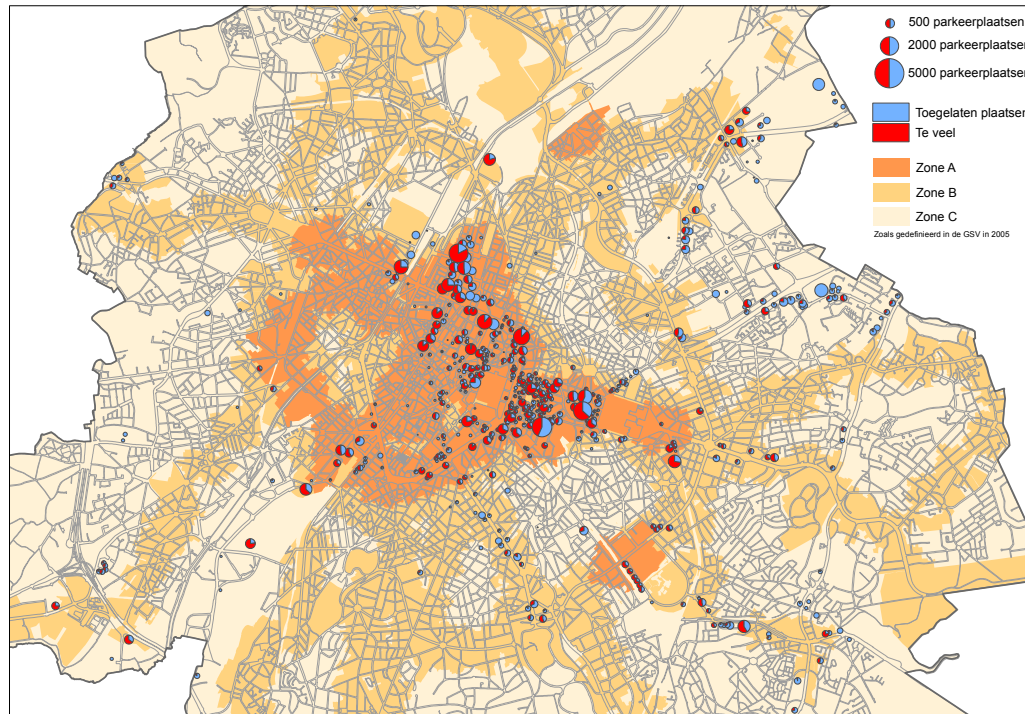 500 parkeerplaatsen
2000 parkeerplaatsen
5000 parkeerplaatsen
Toegelaten plaatsen
Te veel
Zone A
Zone B
Zone C
Zoals gedefinieerd in de GSV in 2005